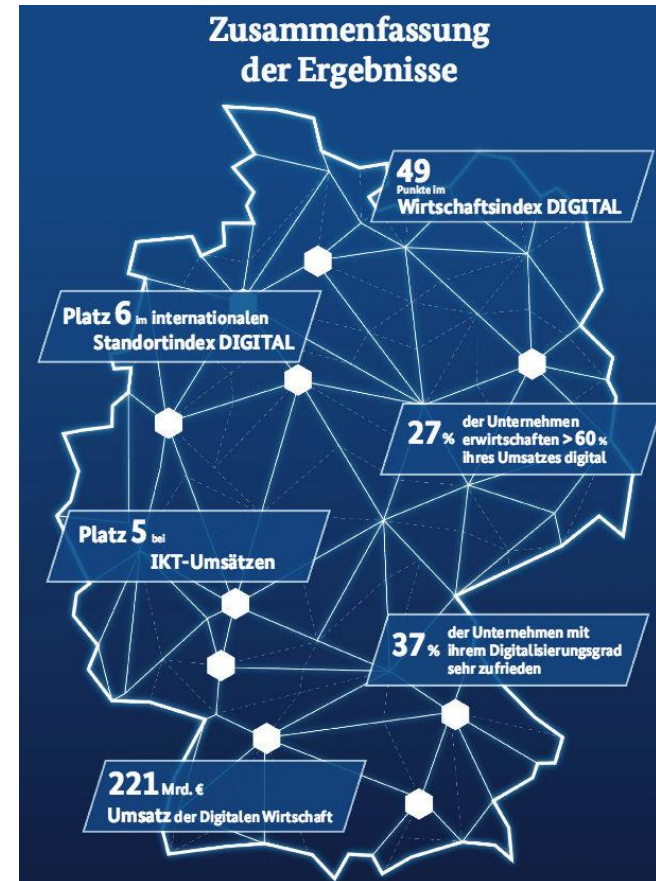 Zusammenfassung
der Ergebnisse
49
Punkte im
Wirtschaftsindex DIGITAL
Platz 6 im internationalen
Standortindex DIGITAL
27 % der Unternehmen
erwirtschaften > 60 %
ihres Umsatzes digital
Platz 5 bei
IKT-Umsätzen
37 % der Unternehmen mit
ihrem Digitalisierungsgrad
sehr zufrieden
221 Mrd. €
Umsatz der Digitalen Wirtschaft